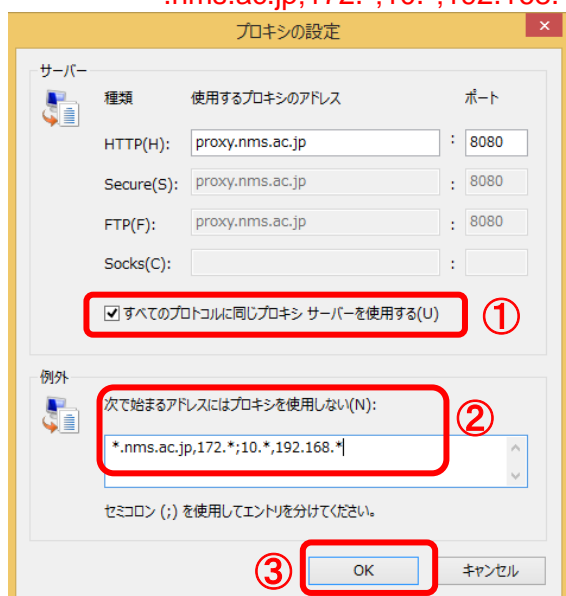 *.nms.ac.jp,172.*,10.*,192.168.*
プロキシの設定
サーバー
種類 使用するプロキシのアドレス ポート
HTTP(H): proxy.nms.ac.jp : 8080
Secure(S): proxy.nms.ac.jp : 8080
FTP(F): proxy.nms.ac.jp : 8080
Socks(C): :
すべてのプロトコルに同じプロキシ サーバーを使用する(U) ①
例外
次で始まるアドレスにはプロキシを使用しない(N): ②
*.nms.ac.jp,172.*;10.*,192.168.*
セミコロン (;) を使用してエントリを分けてください。
③ OK キャンセル